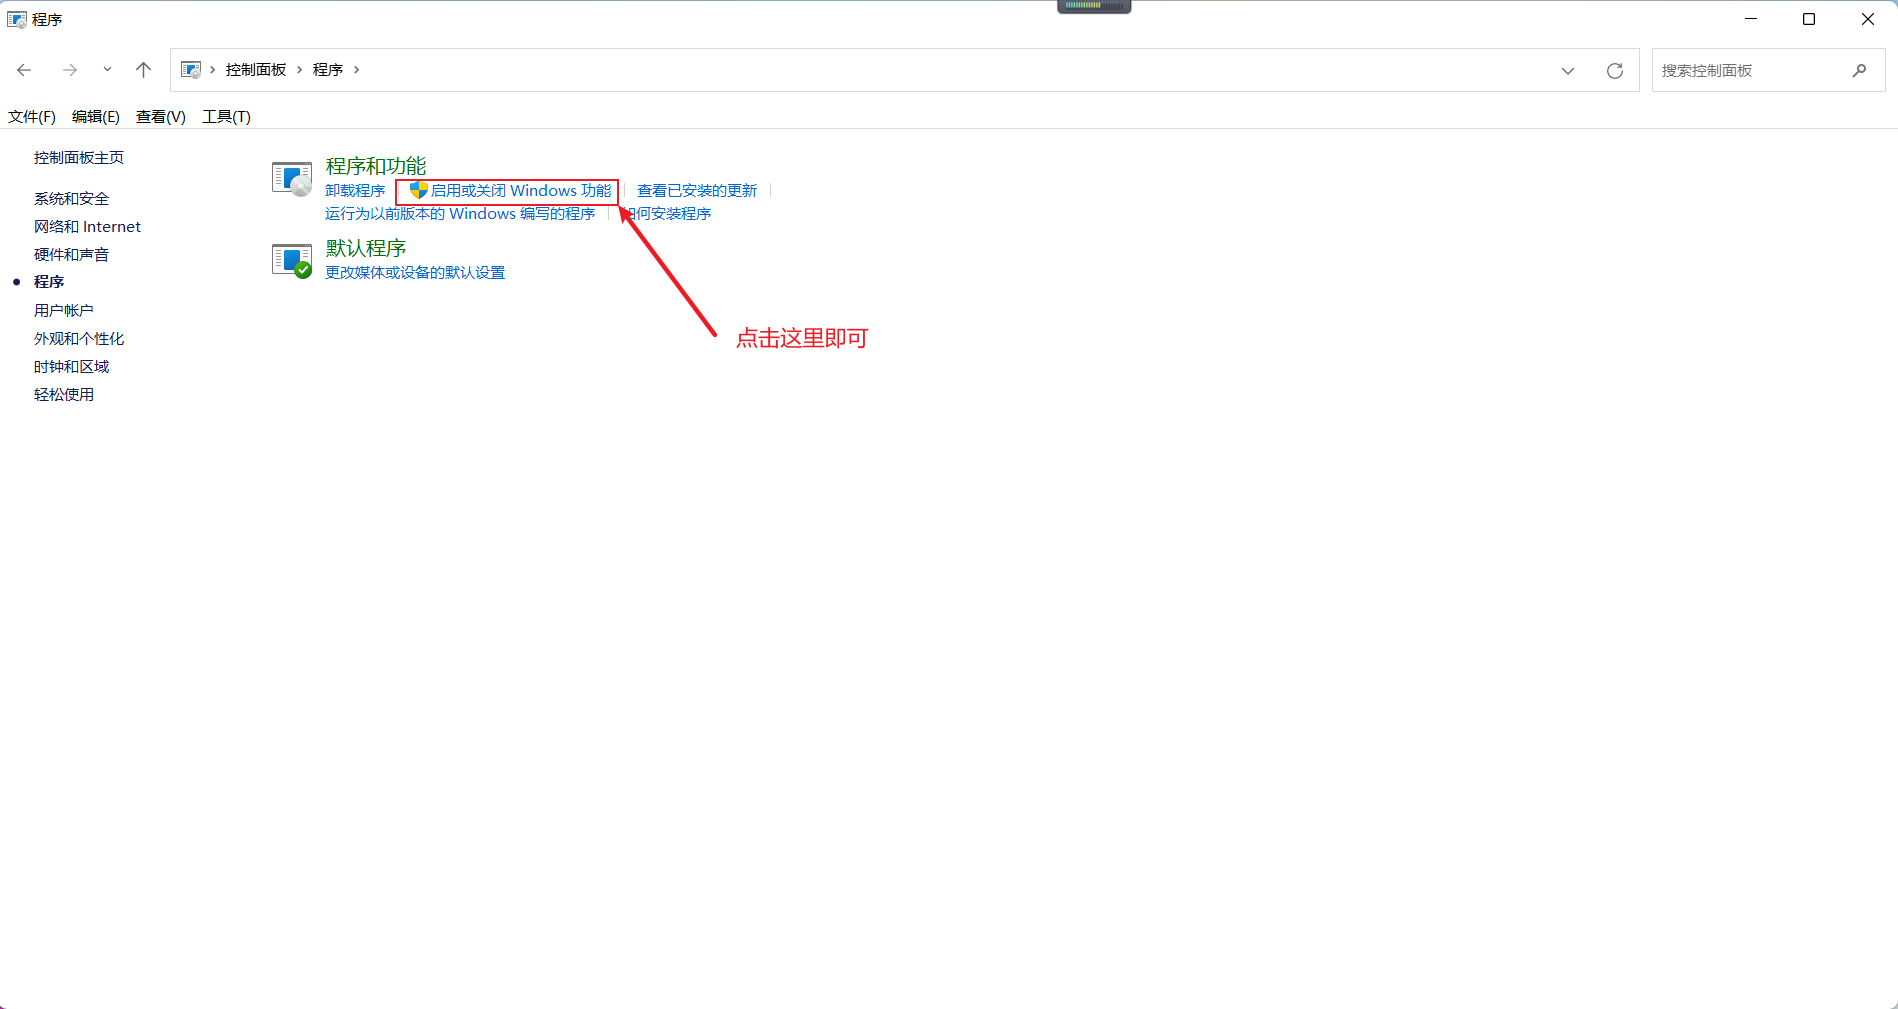 程序
控制面板 程序
搜索控制面板
文件(F) 编辑(E) 查看(V) 工具(T)
控制面板主页
系统和安全
网络和 Internet
硬件和声音
程序
用户帐户
外观和个性化
时钟和区域
轻松使用
程序和功能
卸载程序 启用或关闭 Windows 功能 查看已安装的更新
运行为以前版本的 Windows 编写的程序 如何安装程序
默认程序
更改媒体或设备的默认设置
点击这里即可